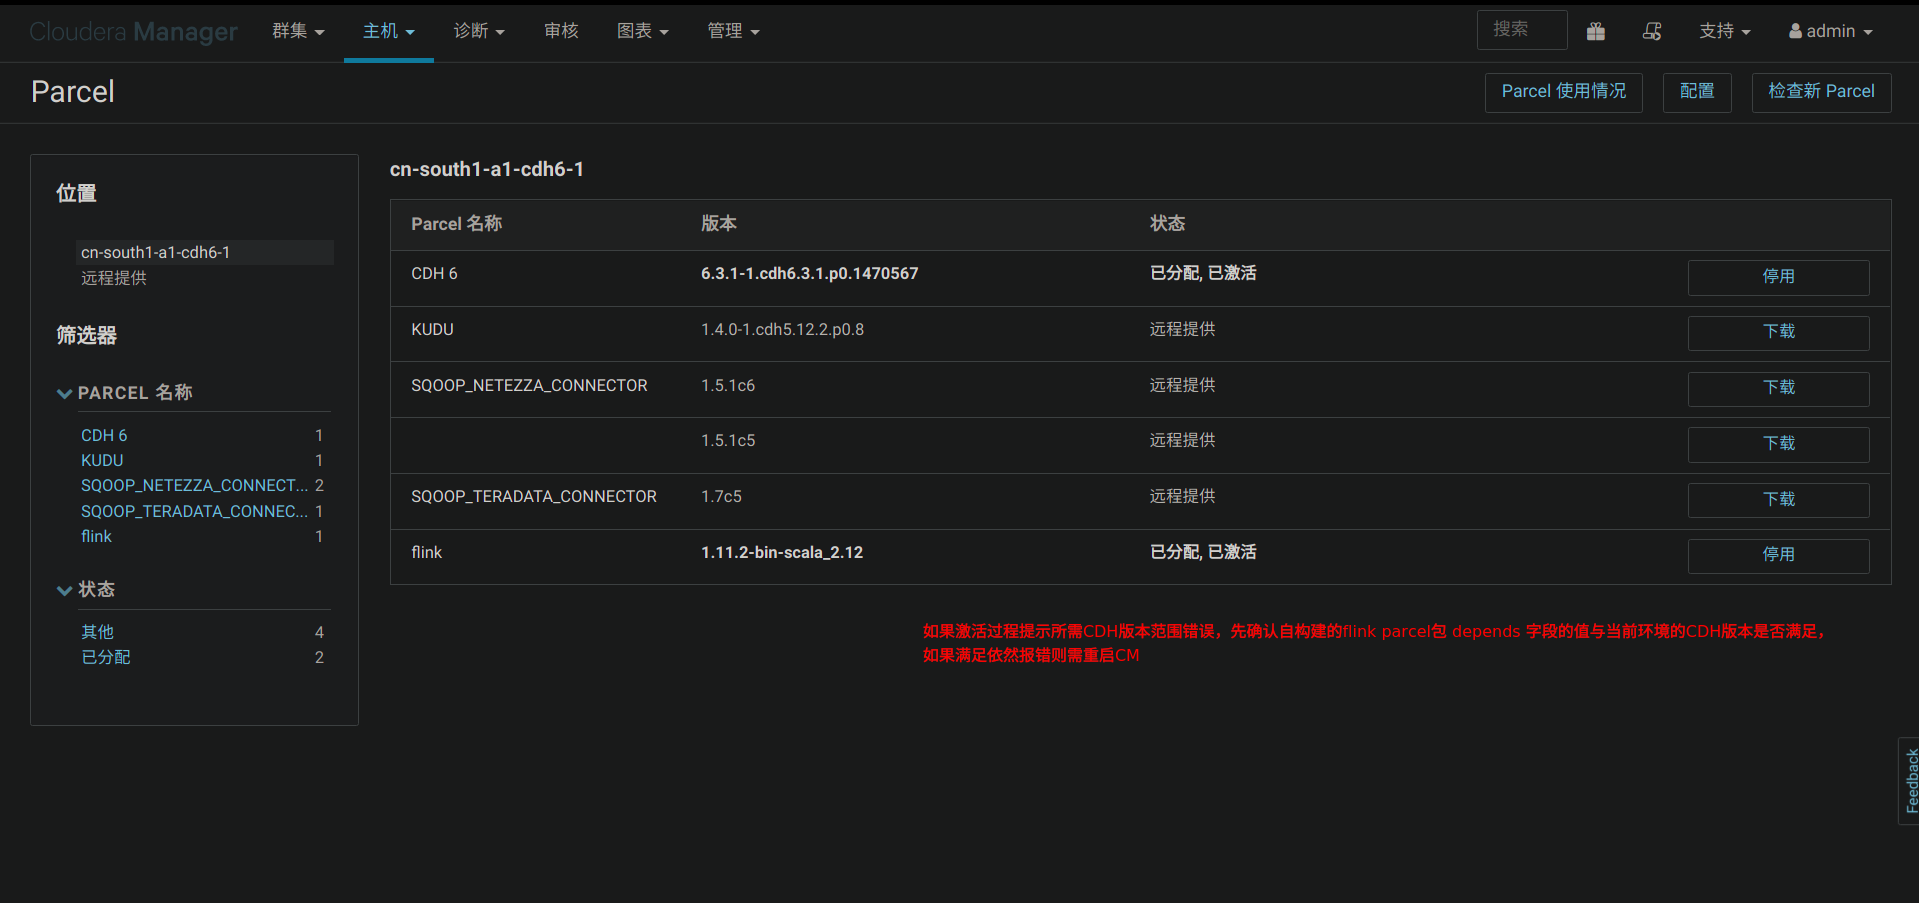 Cloudera Manager 群集 主机 诊断 审核 图表 管理 搜索 支持 admin
Parcel Parcel 使用情况 配置 检查新 Parcel
位置
cn-south1-a1-cdh6-1
远程提供
筛选器
PARCEL 名称
CDH 6 1
KUDU 1
SQOOP_NETEZZA_CONNECT... 2
SQOOP_TERADATA_CONNEC... 1
flink 1
状态
其他 4
已分配 2
cn-south1-a1-cdh6-1
Parcel 名称 版本 状态
CDH 6 6.3.1-1.cdh6.3.1.p0.1470567 已分配, 已激活 停用
KUDU 1.4.0-1.cdh5.12.2.p0.8 远程提供 下载
SQOOP_NETEZZA_CONNECTOR 1.5.1c6 远程提供 下载
1.5.1c5 远程提供 下载
SQOOP_TERADATA_CONNECTOR 1.7c5 远程提供 下载
flink 1.11.2-bin-scala_2.12 已分配, 已激活 停用
如果激活过程提示所需CDH版本范围错误，先确认自构建的flink parcel包 depends 字段的值与当前环境的CDH版本是否满足，
如果满足依然报错则需重启CM
Feedback